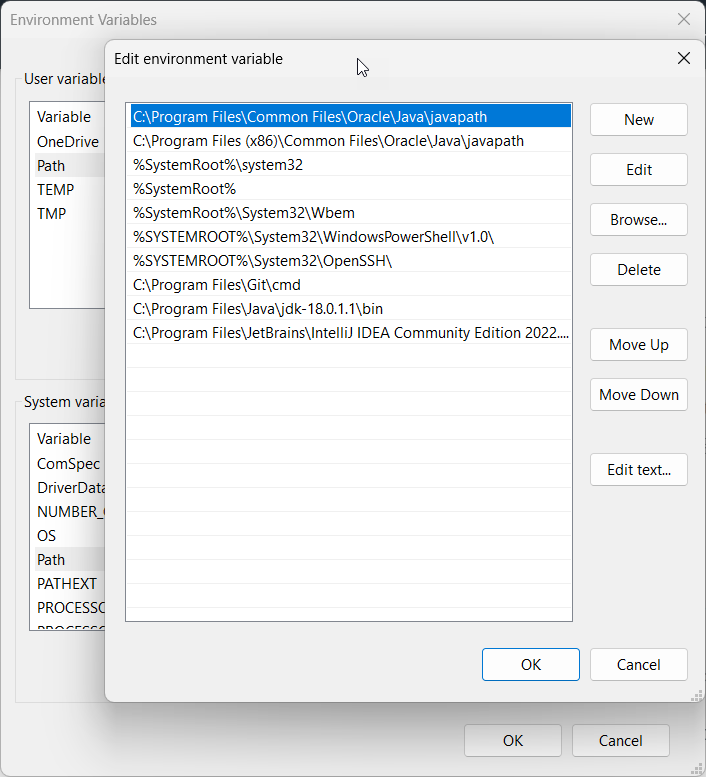 Environment Variables
Edit environment variable
User variable
Variable
OneDrive
Path
TEMP
TMP
C:\Program Files\Common Files\Oracle\Java\javapath
C:\Program Files (x86)\Common Files\Oracle\Java\javapath
%SystemRoot%\system32
%SystemRoot%
%SystemRoot%\System32\Wbem
%SYSTEMROOT%\System32\WindowsPowerShell\v1.0\
%SYSTEMROOT%\System32\OpenSSH\
C:\Program Files\Git\cmd
C:\Program Files\Java\jdk-18.0.1.1\bin
C:\Program Files\JetBrains\IntelliJ IDEA Community Edition 2022....
New
Edit
Browse...
Delete
Move Up
Move Down
Edit text...
System varia
Variable
ComSpec
DriverData
NUMBER_
OS
Path
PATHEXT
PROCESSO
OK
Cancel
OK
Cancel